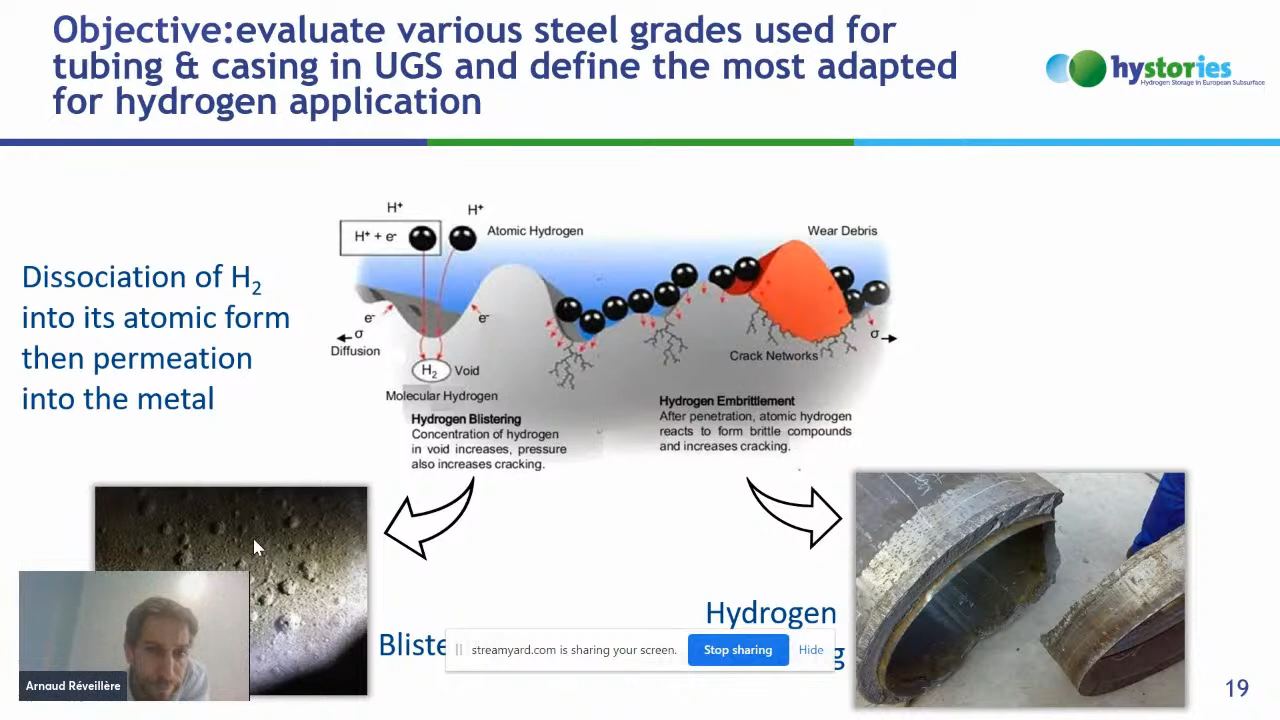 Objective:evaluate various steel grades used for
tubing & casing in UGS and define the most adapted
for hydrogen application
hystories
Hydrogen Storage in European Subsurface
Dissociation of H₂
into its atomic form
then permeation
into the metal
H⁺
H⁺
H⁺ + e⁻
Atomic Hydrogen
Wear Debris
e⁻
e⁻
σ
σ
Diffusion
Crack Networks
H₂
Void
Molecular Hydrogen
Hydrogen Blistering
Concentration of hydrogen
in void increases, pressure
also increases cracking.
Hydrogen Embrittlement
After penetration, atomic hydrogen
reacts to form brittle compounds
and increases cracking.
Hydrogen
streamyard.com is sharing your screen.
Stop sharing
Hide
Arnaud Réveillère
19